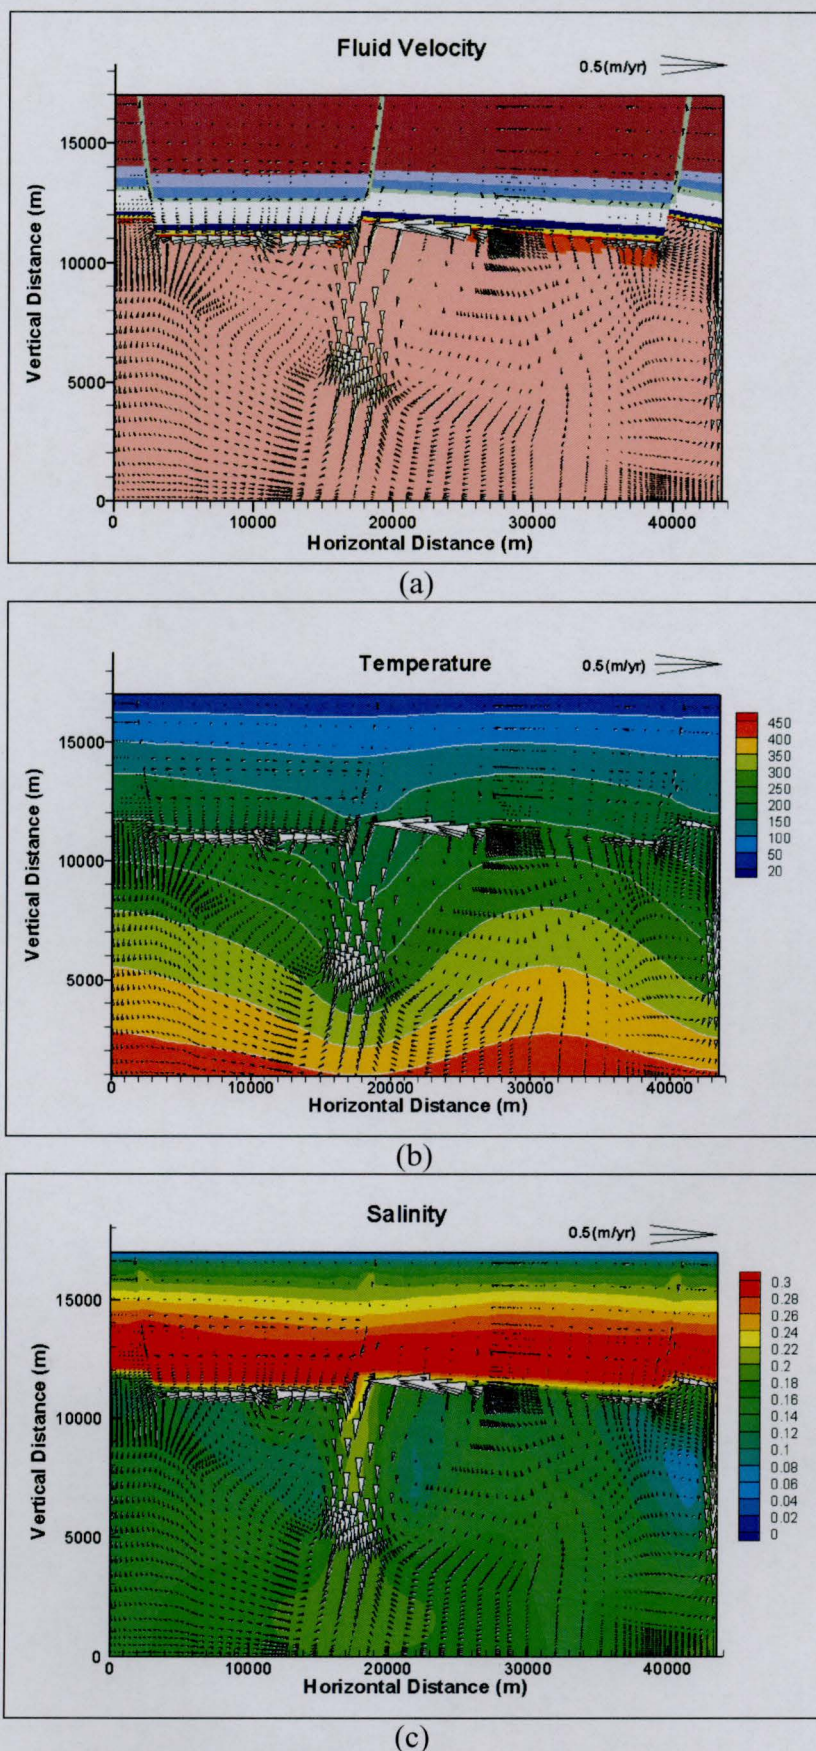 Fluid Velocity
0.5(m/yr)
15000
10000
5000
0
Vertical Distance (m)
0 10000 20000 30000 40000
Horizontal Distance (m)
(a)
Temperature
0.5(m/yr)
15000
10000
5000
Vertical Distance (m)
0 10000 20000 30000 40000
Horizontal Distance (m)
450
400
350
300
250
200
150
100
50
20
(b)
Salinity
0.5(m/yr)
15000
10000
5000
0
Vertical Distance (m)
0 10000 20000 30000 40000
Horizontal Distance (m)
0.3
0.28
0.26
0.24
0.22
0.2
0.18
0.16
0.14
0.12
0.1
0.08
0.06
0.04
0.02
0
(c)